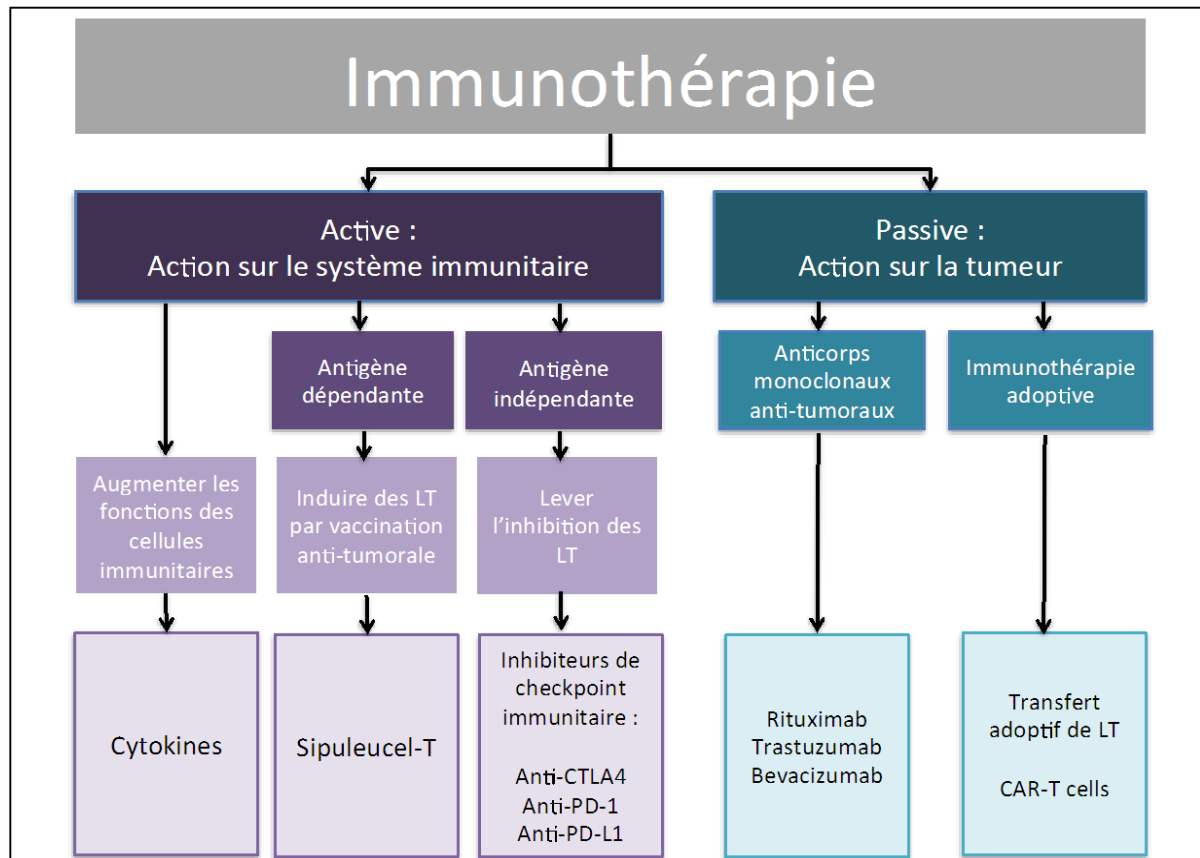 Immunothérapie
Active :
Action sur le système immunitaire
Passive :
Action sur la tumeur
Antigène
dépendante
Antigène
indépendante
Anticorps
monoclonaux
anti-tumoraux
Immunothérapie
adoptive
Augmenter les
fonctions des
cellules
immunitaires
Induire des LT
par vaccination
anti-tumorale
Lever
l’inhibition des
LT
Cytokines
Sipuleucel-T
Inhibiteurs de
checkpoint
immunitaire :
Anti-CTLA4
Anti-PD-1
Anti-PD-L1
Rituximab
Trastuzumab
Bevacizumab
Transfert
adoptif de LT
CAR-T cells